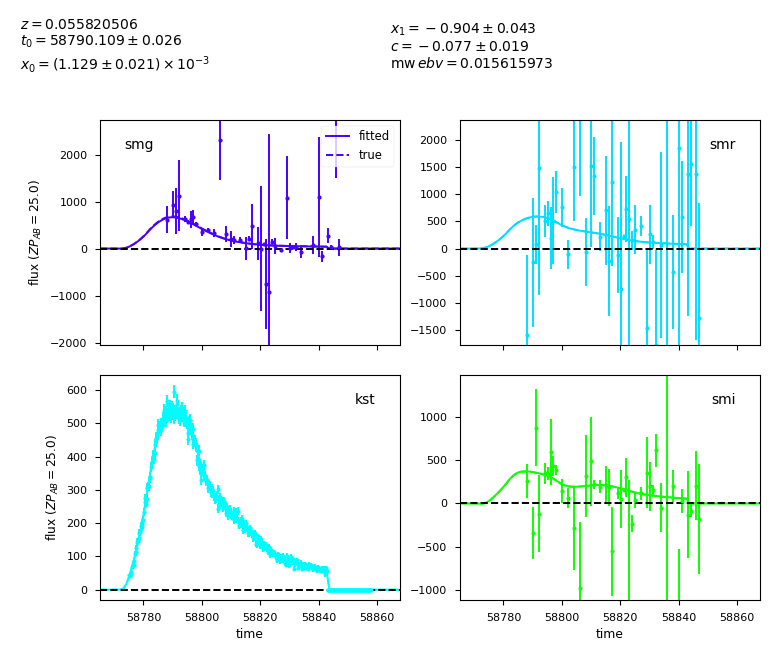 z = 0.055820506
t₀ = 58790.109 ± 0.026
x₀ = (1.129 ± 0.021) × 10⁻³
x₁ = −0.904 ± 0.043
c = −0.077 ± 0.019
mw ebv = 0.015615973
smg
fitted
true
2000
1000
0
−1000
−2000
flux (ZP_AB = 25.0)
smr
2000
1500
1000
500
0
−500
−1000
−1500
kst
600
500
400
300
200
100
0
flux (ZP_AB = 25.0)
58780 58800 58820 58840 58860
time
smi
1000
500
0
−500
−1000
58780 58800 58820 58840 58860
time